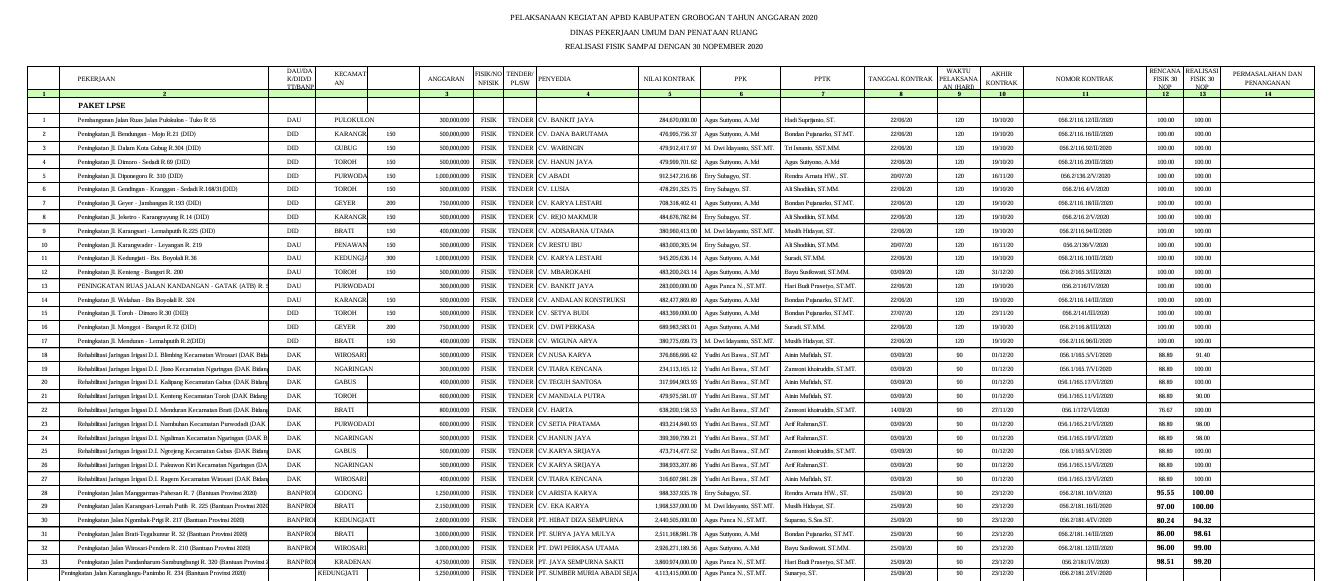 PELAKSANAAN KEGIATAN APBD KABUPATEN GROBOGAN TAHUN ANGGARAN 2020
DINAS PEKERJAAN UMUM DAN PENATAAN RUANG
REALISASI FISIK SAMPAI DENGAN 30 NOPEMBER 2020
PEKERJAAN DAU/DAK/DID/DTT/BANP KECAMATAN ANGGARAN FISIK/NONFISIK TENDER/PL/SW PENYEDIA NILAI KONTRAK PPK PPTK TANGGAL KONTRAK WAKTU PELAKSANAAN (HARI) AKHIR KONTRAK NOMOR KONTRAK RENCANA FISIK 30 NOP REALISASI FISIK 30 NOP PERMASALAHAN DAN PENANGANAN
1 2 3 4 5 6 7 8 9 10 11 12 13 14
PAKET LPSE
1 Pembangunan Jalan Ruas Jalan Pulokulon - Tuko R 55 DAU PULOKULON 300,000,000 FISIK TENDER CV. BANKIT JAYA 284,670,000.00 Agus Sutiyono, A.Md Hadi Suprijanto, ST. 22/06/20 120 19/10/20 056.2/116.12/III/2020 100.00 100.00
2 Peningkatan Jl. Bendungan - Mojo R.21 (DID) DID KARANGR 150 500,000,000 FISIK TENDER CV. DANA BARUTAMA 476,995,756.37 Agus Sutiyono, A.Md Bondan Pujanarko, ST.MT. 22/06/20 120 19/10/20 056.2/116.16/III/2020 100.00 100.00
3 Peningkatan Jl. Dalam Kota Gubug R.304 (DID) DID GUBUG 150 500,000,000 FISIK TENDER CV. WARINGIN 479,912,417.97 M. Dwi Idayanto, SST.MT. Tri Isnanto, SST.MT. 22/06/20 120 19/10/20 056.2/116.92/III/2020 100.00 100.00
4 Peningkatan Jl. Dimoro - Sedadi R.69 (DID) DID TOROH 150 500,000,000 FISIK TENDER CV. HANUN JAYA 479,999,701.62 Agus Sutiyono, A.Md Agus Sutiyono, A.Md 22/06/20 120 19/10/20 056.2/116.20/III/2020 100.00 100.00
5 Peningkatan Jl. Diponegoro R. 310 (DID) DID PURWODA 150 1,000,000,000 FISIK TENDER CV. ABADI 912,547,216.66 Erry Subagyo, ST. Rendra Arnata HW., ST. 20/07/20 120 16/11/20 056.2/136.2/V/2020 100.00 100.00
6 Peningkatan Jl. Gendingan - Kranggan - Sedadi R.168/31(DID) DID TOROH 150 500,000,000 FISIK TENDER CV. LUSIA 478,291,325.75 Erry Subagyo, ST. Ali Shodikin, ST.MM. 22/06/20 120 19/10/20 056.2/16.4/V/2020 100.00 100.00
7 Peningkatan Jl. Geyer - Jambangan R.193 (DID) DID GEYER 200 750,000,000 FISIK TENDER CV. KARYA LESTARI 708,318,402.41 Agus Sutiyono, A.Md Bondan Pujanarko, ST.MT. 22/06/20 120 19/10/20 056.2/116.18/III/2020 100.00 100.00
8 Peningkatan Jl. Jeketro - Karangrayung R.14 (DID) DID KARANGR 150 500,000,000 FISIK TENDER CV. REJO MAKMUR 484,676,782.84 Erry Subagyo, ST. Ali Shodikin, ST.MM. 22/06/20 120 19/10/20 056.2/16.2/V/2020 100.00 100.00
9 Peningkatan Jl. Karangsari - Lemahputih R.225 (DID) DID BRATI 150 400,000,000 FISIK TENDER CV. ADISARANA UTAMA 380,960,413.00 M. Dwi Idayanto, SST.MT. Muslih Hidayat, ST. 22/06/20 120 19/10/20 056.2/116.94/III/2020 100.00 100.00
10 Peningkatan Jl. Karangwader - Leyangan R. 219 DAU PENAWAN 150 500,000,000 FISIK TENDER CV.RESTU IBU 483,000,305.94 Erry Subagyo, ST. Ali Shodikin, ST.MM. 20/07/20 120 16/11/20 056.2/136/V/2020 100.00 100.00
11 Peningkatan Jl. Kedungjati - Bts. Boyolali R.36 DAU KEDUNGJA 300 1,000,000,000 FISIK TENDER CV. KARYA LESTARI 945,205,636.14 Agus Sutiyono, A.Md Suradi, ST.MM. 22/06/20 120 19/10/20 056.2/116.10/III/2020 100.00 100.00
12 Peningkatan Jl. Kenteng - Bangsri R. 200 DAU TOROH 150 500,000,000 FISIK TENDER CV. MBAROKAHI 483,200,243.14 Agus Sutiyono, A.Md Bayu Susilowati, ST.MM. 03/09/20 120 31/12/20 056.2/165.3/III/2020 100.00 100.00
13 PENINGKATAN RUAS JALAN KANDANGAN - GATAK (ATB) R. DAU PURWODADI 300,000,000 FISIK TENDER CV. BANKIT JAYA 283,000,000.00 Agus Panca N., ST.MT. Hari Budi Prasetyo, ST.MT. 22/06/20 120 19/10/20 056.2/116/IV/2020 100.00 100.00
14 Peningkatan Jl. Welahan - Bts Boyolali R. 324 DAU KARANGR 150 500,000,000 FISIK TENDER CV. ANDALAN KONSTRUKSI 482,477,869.89 Agus Sutiyono, A.Md Bondan Pujanarko, ST.MT. 22/06/20 120 19/10/20 056.2/116.14/III/2020 100.00 100.00
15 Peningkatan Jl. Toroh - Dimoro R.30 (DID) DID TOROH 150 500,000,000 FISIK TENDER CV. SETYA BUDI 483,399,000.00 Agus Sutiyono, A.Md Bondan Pujanarko, ST.MT. 27/07/20 120 23/11/20 056.2/141/III/2020 100.00 100.00
16 Peningkatan Jl. Monggot - Bangsri R.72 (DID) DID GEYER 200 750,000,000 FISIK TENDER CV. DWI PERKASA 689,983,583.01 Agus Sutiyono, A.Md Suradi, ST.MM. 22/06/20 120 19/10/20 056.2/116.8/III/2020 100.00 100.00
17 Peningkatan Jl. Menduran - Lemahputih R.2(DID) DID BRATI 150 400,000,000 FISIK TENDER CV. WIGUNA ARYA 380,775,699.73 M. Dwi Idayanto, SST.MT. Muslih Hidayat, ST. 22/06/20 120 19/10/20 056.2/116.96/III/2020 100.00 100.00
18 Rehabilitasi Jaringan Irigasi D.I. Blimbing Kecamatan Wirosari (DAK Bida DAK WIROSARI 400,000,000 FISIK TENDER CV.NUSA KARYA 376,666,666.42 Yudhi Ari Bawa., ST.MT Ainin Mufidah, ST. 03/09/20 90 01/12/20 056.1/165.5/VI/2020 88.89 91.40
19 Rehabilitasi Jaringan Irigasi D.I. Jlono Kecamatan Ngaringan (DAK Bidang DAK NGARINGAN 300,000,000 FISIK TENDER CV.TIARA KENCANA 234,113,165.12 Yudhi Ari Bawa., ST.MT Zamroni khoiruddin, ST.MT. 03/09/20 90 01/12/20 056.1/165.7/VI/2020 88.89 100.00
20 Rehabilitasi Jaringan Irigasi D.I. Kalipang Kecamatan Gabus (DAK Bidang DAK GABUS 400,000,000 FISIK TENDER CV.TEGUH SANTOSA 317,994,903.93 Yudhi Ari Bawa., ST.MT Ainin Mufidah, ST. 03/09/20 90 01/12/20 056.1/165.17/VI/2020 88.89 100.00
21 Rehabilitasi Jaringan Irigasi D.I. Kenteng Kecamatan Toroh (DAK Bidang DAK TOROH 600,000,000 FISIK TENDER CV.MANDALA PUTRA 479,975,581.07 Yudhi Ari Bawa., ST.MT Ainin Mufidah, ST. 03/09/20 90 01/12/20 056.1/165.11/VI/2020 88.89 90.00
22 Rehabilitasi Jaringan Irigasi D.I. Menduran Kecamatan Brati (DAK Bidang DAK BRATI 800,000,000 FISIK TENDER CV. HARTA 638,200,158.53 Yudhi Ari Bawa., ST.MT Zamroni khoiruddin, ST.MT. 14/09/20 90 27/11/20 056.1/172/VI/2020 76.67 100.00
23 Rehabilitasi Jaringan Irigasi D.I. Nambuhan Kecamatan Purwodadi (DAK DAK PURWODADI 600,000,000 FISIK TENDER CV.SETIA PRATAMA 493,214,840.93 Yudhi Ari Bawa., ST.MT Arif Rahman,ST. 03/09/20 90 01/12/20 056.1/165.21/VI/2020 88.89 98.00
24 Rehabilitasi Jaringan Irigasi D.I. Ngaliman Kecamatan Ngaringan (DAK B DAK NGARINGAN 500,000,000 FISIK TENDER CV.HANUN JAYA 399,399,799.21 Yudhi Ari Bawa., ST.MT Arif Rahman,ST. 03/09/20 90 01/12/20 056.1/165.19/VI/2020 88.89 98.00
25 Rehabilitasi Jaringan Irigasi D.I. Ngrejeng Kecamatan Gabus (DAK Bidang DAK GABUS 600,000,000 FISIK TENDER CV.KARYA SRIJAYA 473,714,477.52 Yudhi Ari Bawa., ST.MT Ainin Mufidah, ST. 03/09/20 90 01/12/20 056.1/165.9/VI/2020 88.89 100.00
26 Rehabilitasi Jaringan Irigasi D.I. Pakuwon Kiri Kecamatan Ngaringan (DA DAK NGARINGAN 500,000,000 FISIK TENDER CV.KARYA SRIJAYA 398,933,207.86 Yudhi Ari Bawa., ST.MT Arif Rahman,ST. 03/09/20 90 01/12/20 056.1/165.15/VI/2020 88.89 100.00
27 Rehabilitasi Jaringan Irigasi D.I. Ragem Kecamatan Wirosari (DAK Bidang DAK WIROSARI 400,000,000 FISIK TENDER CV.TIARA KENCANA 316,607,981.28 Yudhi Ari Bawa., ST.MT Zamroni khoiruddin, ST.MT. 03/09/20 90 01/12/20 056.1/165.13/VI/2020 88.89 100.00
28 Peningkatan Jalan Manggarmas-Pahesan R. 7 (Bantuan Provinsi 2020) BANPROI GODONG 1,250,000,000 FISIK TENDER CV.ARISTA KARYA 988,337,935.78 Erry Subagyo, ST. Rendra Arnata HW., ST. 25/09/20 90 23/12/20 056.2/181.10/V/2020 95.55 100.00
29 Peningkatan Jalan Karangsari-Lemah Putih R. 225 (Bantuan Provinsi 2020 BANPROI BRATI 2,150,000,000 FISIK TENDER CV. EKA KARYA 1,998,537,000.00 M. Dwi Idayanto, SST.MT. Muslih Hidayat, ST. 25/09/20 90 23/12/20 056.2/181.16/II/2020 97.00 100.00
30 Peningkatan Jalan Ngombak-Prigi R. 217 (Bantuan Provinsi 2020) BANPROI KEDUNGJATI 2,600,000,000 FISIK TENDER PT. HIBAT DIZA SEMPURNA 2,440,505,000.00 Agus Panca N., ST.MT. Suparno, S.Sos.ST. 25/09/20 90 23/12/20 056.2/181.4/IV/2020 80.24 94.32
31 Peningkatan Jalan Brati-Tegalsumur R. 32 (Bantuan Provinsi 2020) BANPROI BRATI 3,000,000,000 FISIK TENDER PT. SURYA JAYA MULYA 2,511,168,981.78 Agus Sutiyono, A.Md Bondan Pujanarko, ST.MT. 25/09/20 90 23/12/20 056.2/181.14/III/2020 86.00 98.61
32 Peningkatan Jalan Wirosari-Pendem R. 210 (Bantuan Provinsi 2020) BANPROI WIROSARI 3,000,000,000 FISIK TENDER PT. DWI PERKASA UTAMA 2,926,271,189.56 Agus Sutiyono, A.Md Bayu Susilowati, ST.MM. 25/09/20 90 23/12/20 056.2/181.12/III/2020 96.00 99.20
33 Peningkatan Jalan Pandanharum-Sambungbangi R. 320 (Bantuan Provinsi BANPROI KRADENAN 4,750,000,000 FISIK TENDER PT. JAYA SEMPURNA SAKTI 3,860,974,000.00 Agus Panca N., ST.MT. Hari Budi Prasetyo, ST.MT. 25/09/20 90 23/12/20 056.2/181/IV/2020 98.51 99.20
Peningkatan Jalan Karanglangu-Panimbo R. 234 (Bantuan Provinsi 2020) KEDUNGJATI 5,250,000,000 FISIK TENDER PT. SUMBER MURIA ABADI SEJA 4,113,415,000.00 Agus Panca N., ST.MT. Sunaryo, ST. 25/09/20 90 23/12/20 056.2/181.2/IV/2020